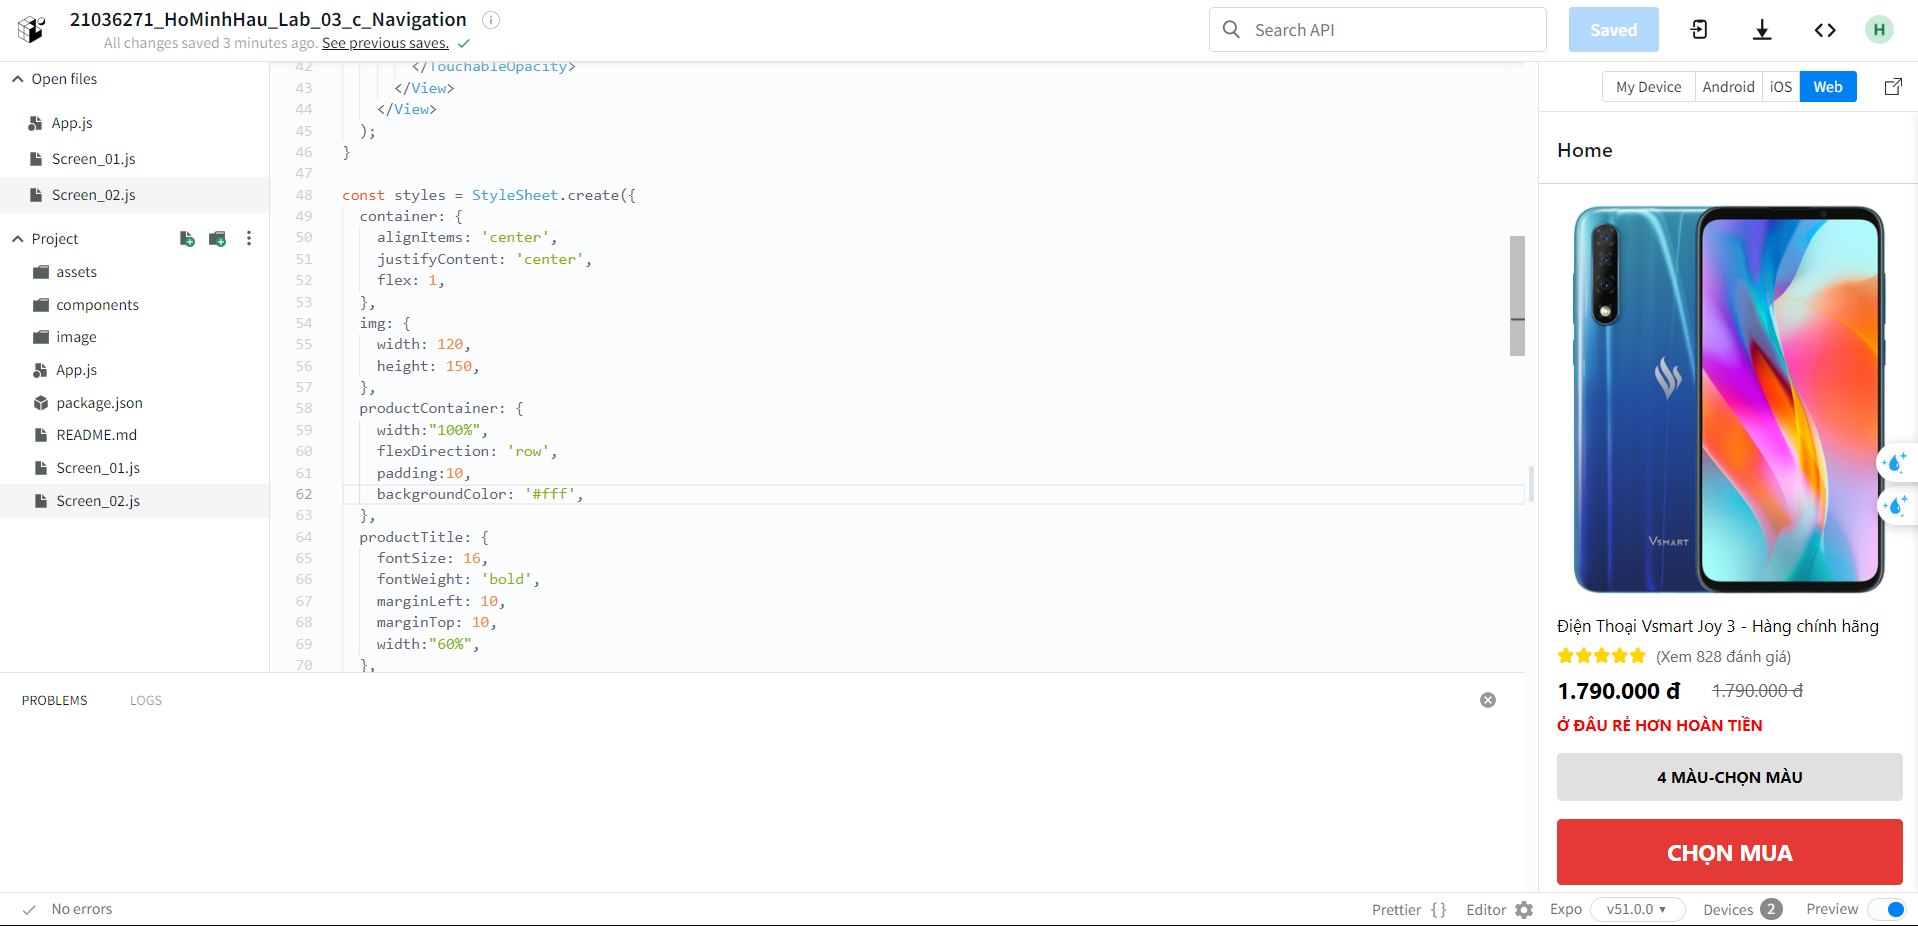 21036271_HoMinhHau_Lab_03_c_Navigation
All changes saved 3 minutes ago. See previous saves.
Search API
Saved
H
Open files
App.js
Screen_01.js
Screen_02.js
Project
assets
components
image
App.js
package.json
README.md
Screen_01.js
Screen_02.js
42 </TouchableOpacity>
43 </View>
44 </View>
45 );
46 }
47
48 const styles = StyleSheet.create({
49 container: {
50 alignItems: 'center',
51 justifyContent: 'center',
52 flex: 1,
53 },
54 img: {
55 width: 120,
56 height: 150,
57 },
58 productContainer: {
59 width:"100%",
60 flexDirection: 'row',
61 padding:10,
62 backgroundColor: '#fff',
63 },
64 productTitle: {
65 fontSize: 16,
66 fontWeight: 'bold',
67 marginLeft: 10,
68 marginTop: 10,
69 width:"60%",
70 },
My Device Android iOS Web
Home
VSMART
Điện Thoại Vsmart Joy 3 - Hàng chính hãng
(Xem 828 đánh giá)
1.790.000 đ 1.790.000 đ
Ở ĐÂU RẺ HƠN HOÀN TIỀN
4 MÀU-CHỌN MÀU
CHỌN MUA
PROBLEMS LOGS
No errors
Prettier {} Editor Expo v51.0.0 Devices 2 Preview